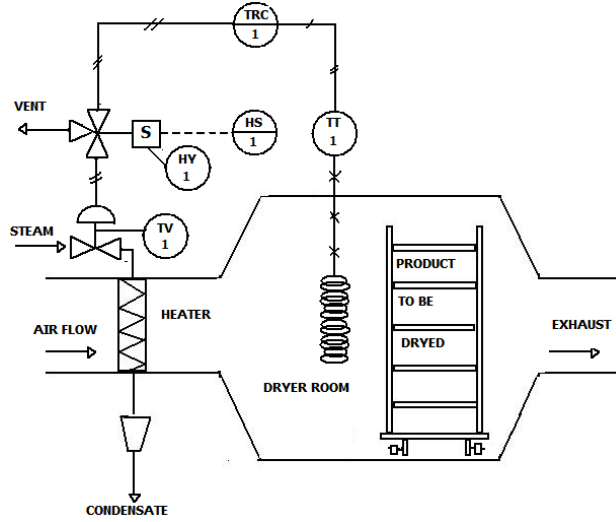 TRC
1
VENT
S
HS
1
TT
1
HY
1
STEAM
TV
1
PRODUCT
TO BE
DRYED
HEATER
AIR FLOW
EXHAUST
DRYER ROOM
CONDENSATE